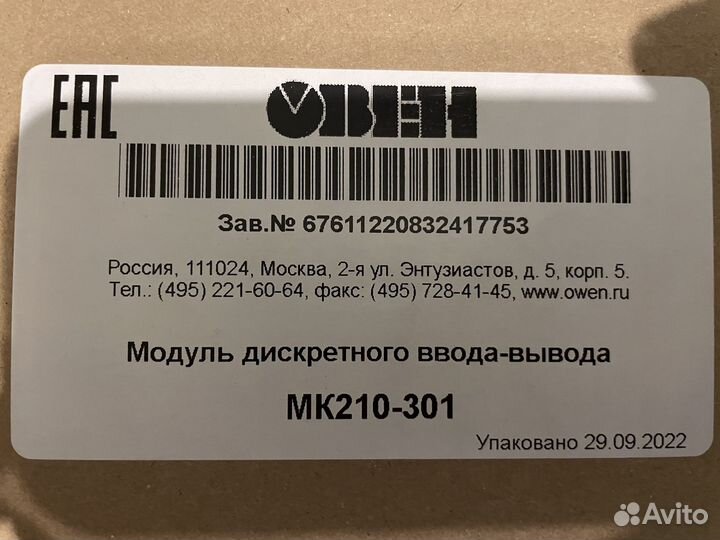 EAC
ОВЕН
Зав.№ 67611220832417753
Россия, 111024, Москва, 2-я ул. Энтузиастов, д. 5, корп. 5.
Тел.: (495) 221-60-64, факс: (495) 728-41-45, www.owen.ru
Модуль дискретного ввода-вывода
МК210-301
Упаковано 29.09.2022
Avito